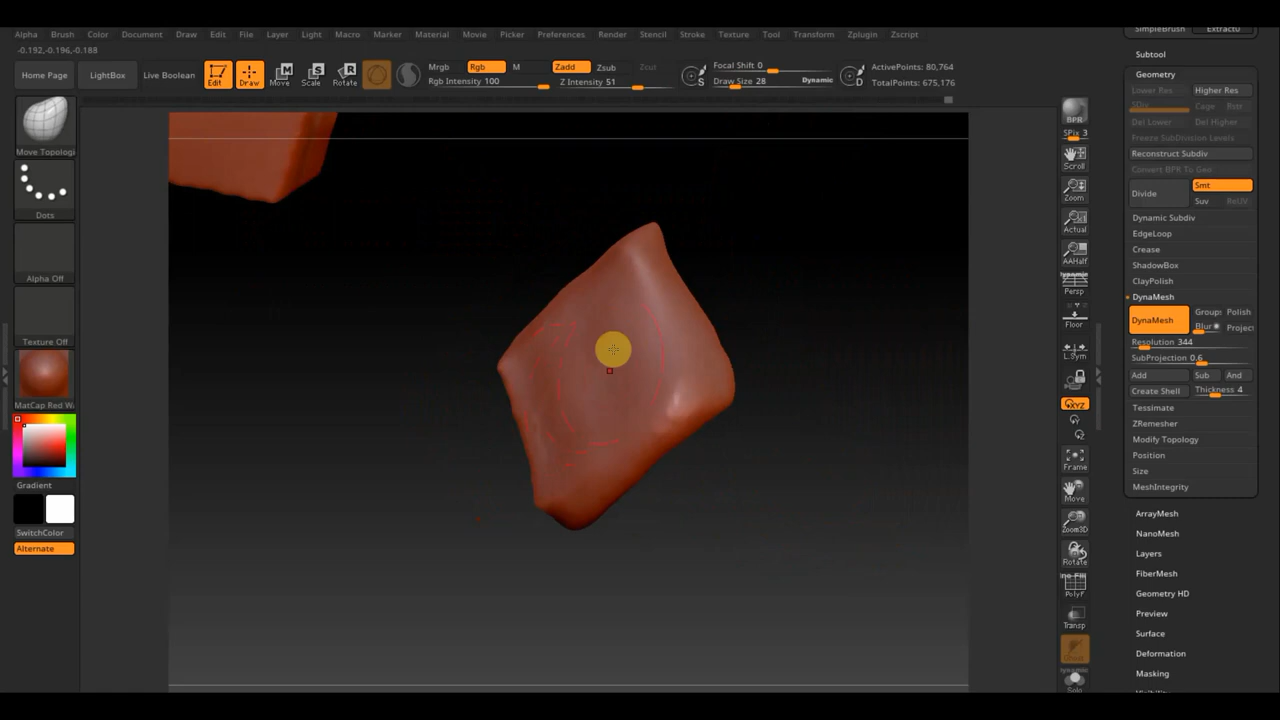 SimpleBrush Extractu
Alpha Brush Color Document Draw Edit File Layer Light Macro Marker Material Movie Picker Preferences Render Stencil Stroke Texture Tool Transform Zplugin Zscript
-0.192,-0.196,-0.188
Subtool
Home Page LightBox Live Boolean Edit Draw Move Scale Rotate
Mrgb Rgb M Zadd Zsub Zcut Focal Shift 0 ActivePoints: 80,764
Rgb Intensity 100 Z Intensity 51 S Draw Size 28 Dynamic D TotalPoints: 675,176
Geometry
Lower Res Higher Res
SDiv Cage Rstr
Del Lower Del Higher
Freeze SubDivision Levels
Reconstruct Subdiv
Convert BPR To Geo
Divide Smt
Suv ReUV
Dynamic Subdiv
EdgeLoop
Crease
ShadowBox
ClayPolish
DynaMesh
DynaMesh Group Polish
Blur Project
Resolution 344
SubProjection 0.6
Add Sub And
Create Shell Thickness 4
Tessimate
ZRemesher
Modify Topology
Position
Size
MeshIntegrity
ArrayMesh
NanoMesh
Layers
FiberMesh
Geometry HD
Preview
Surface
Deformation
Masking
BPR
SPix 3
Scroll
Zoom
Actual
AAHalf
Dynamic
Persp
Floor
L.Sym
XYZ
Frame
Move
Zoom3D
Rotate
PolyF
Transp
Ghost
Solo
Move Topologi
Dots
Alpha Off
Texture Off
MatCap Red Wa
Gradient
SwitchColor
Alternate